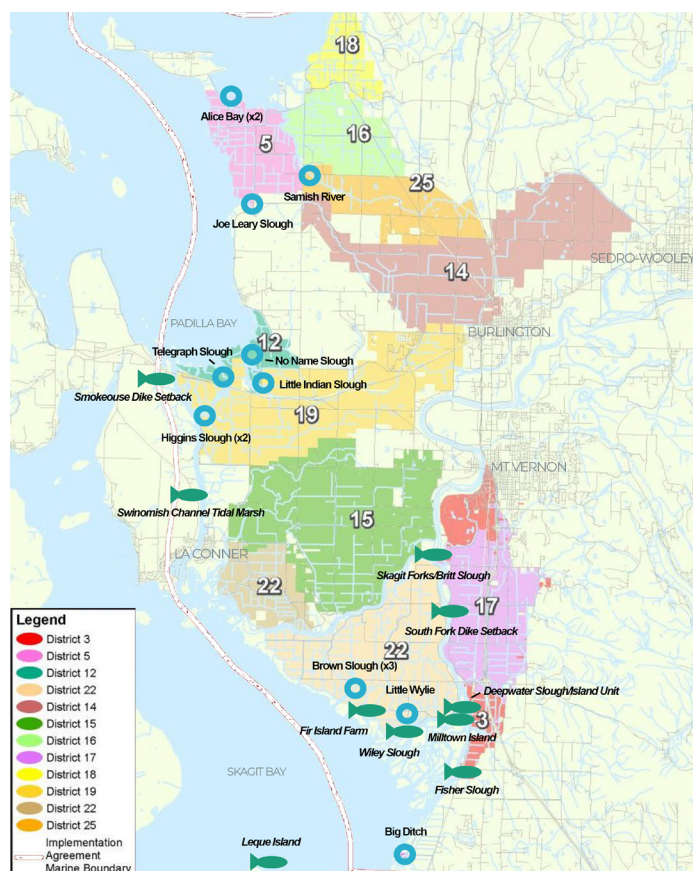 18
Alice Bay (x2)
16
5
Samish River
25
Joe Leary Slough
SEDRO-WOOLEY
14
PADILLA BAY
BURLINGTON
12
Telegraph Slough
No Name Slough
Little Indian Slough
Smokeouse Dike Setback
19
Higgins Slough (x2)
MT VERNON
Swinomish Channel Tidal Marsh
15
LA CONNER
Skagit Forks/Britt Slough
22
17
South Fork Dike Setback
22
Brown Slough (x3)
Little Wylie
Deepwater Slough/Island Unit
Fir Island Farm
3
Milltown Island
Wiley Slough
SKAGIT BAY
Fisher Slough
Big Ditch
Leque Island
Legend
District 3
District 5
District 12
District 22
District 14
District 15
District 16
District 17
District 18
District 19
District 22
District 25
Implementation
Agreement
Marine Boundary